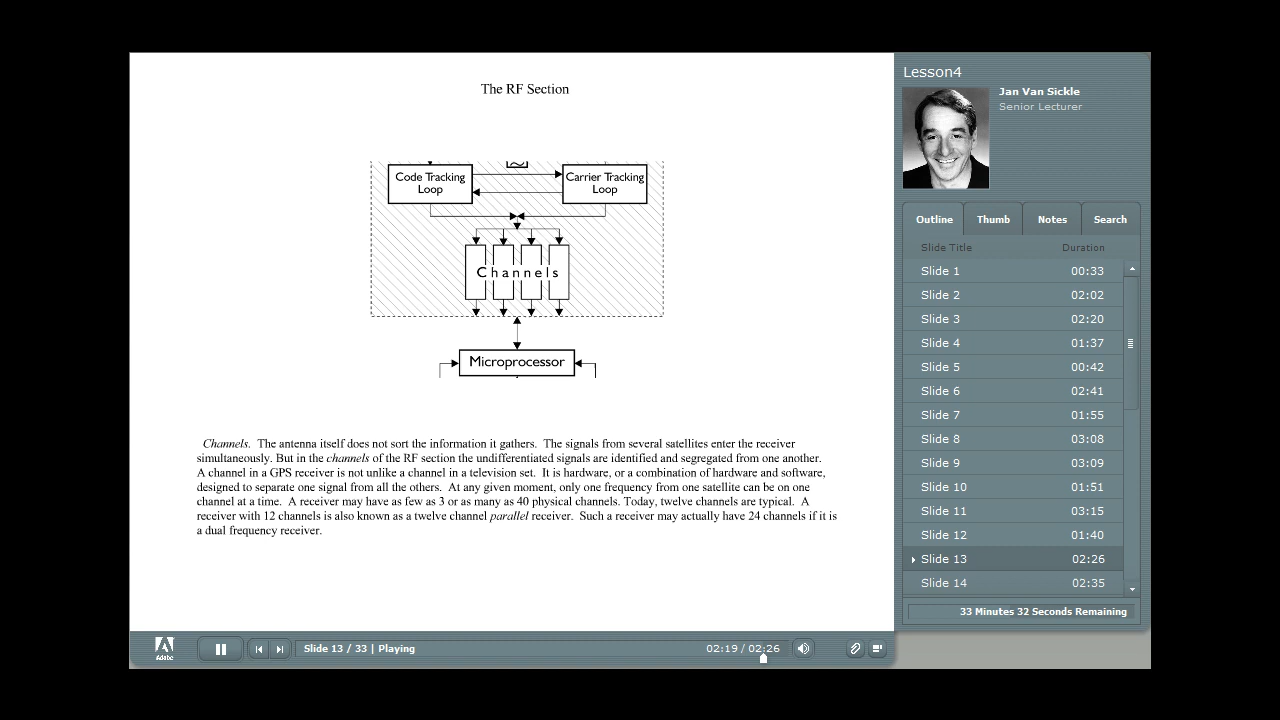 The RF Section
Code Tracking
Loop
Carrier Tracking
Loop
Channels
Microprocessor
Channels. The antenna itself does not sort the information it gathers. The signals from several satellites enter the receiver
simultaneously. But in the channels of the RF section the undifferentiated signals are identified and segregated from one another.
A channel in a GPS receiver is not unlike a channel in a television set. It is hardware, or a combination of hardware and software,
designed to separate one signal from all the others. At any given moment, only one frequency from one satellite can be on one
channel at a time. A receiver may have as few as 3 or as many as 40 physical channels. Today, twelve channels are typical. A
receiver with 12 channels is also known as a twelve channel parallel receiver. Such a receiver may actually have 24 channels if it is
a dual frequency receiver.
Adobe
Slide 13 / 33 | Playing
02:19 / 02:26
Lesson4
Jan Van Sickle
Senior Lecturer
Outline Thumb Notes Search
Slide Title Duration
Slide 1 00:33
Slide 2 02:02
Slide 3 02:20
Slide 4 01:37
Slide 5 00:42
Slide 6 02:41
Slide 7 01:55
Slide 8 03:08
Slide 9 03:09
Slide 10 01:51
Slide 11 03:15
Slide 12 01:40
Slide 13 02:26
Slide 14 02:35
33 Minutes 32 Seconds Remaining